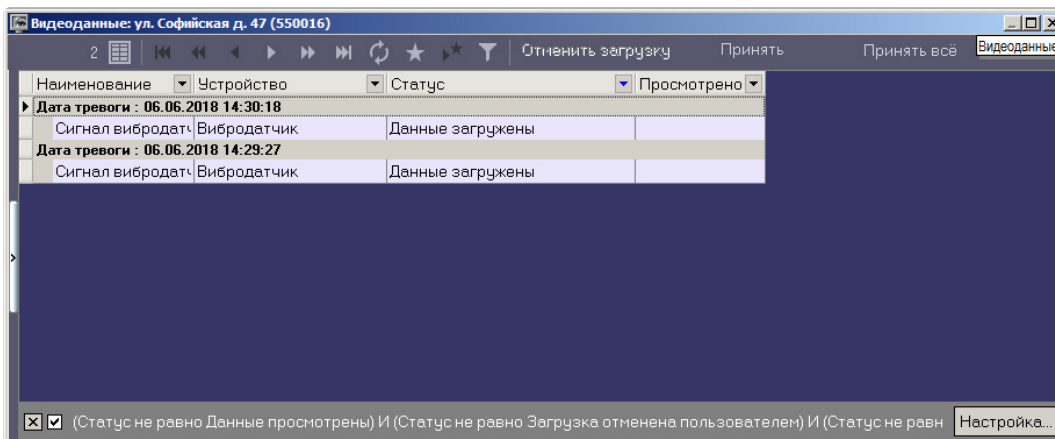 Видеоданные: ул. Софийская д. 47 (550016)
2 Отменить загрузку Принять Принять всё Видеоданные
Наименование Устройство Статус Просмотрено
Дата тревоги : 06.06.2018 14:30:18
Сигнал вибродатч Вибродатчик Данные загружены
Дата тревоги : 06.06.2018 14:29:27
Сигнал вибродатч Вибродатчик Данные загружены
(Статус не равно Данные просмотрены) И (Статус не равно Загрузка отменена пользователем) И (Статус не равн Настройка...